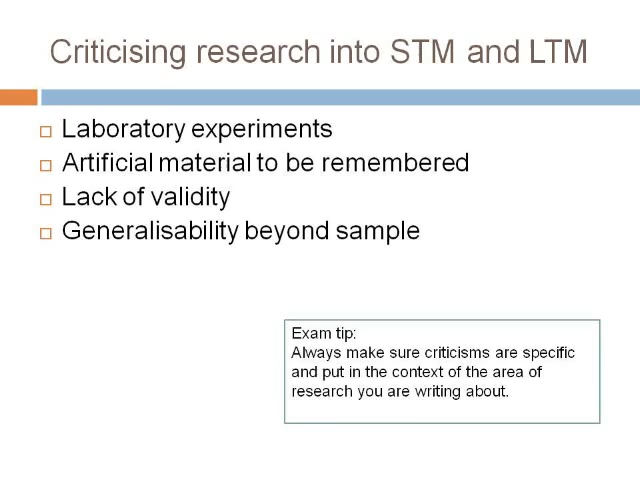 Criticising research into STM and LTM
Laboratory experiments
Artificial material to be remembered
Lack of validity
Generalisability beyond sample
Exam tip:
Always make sure criticisms are specific
and put in the context of the area of
research you are writing about.